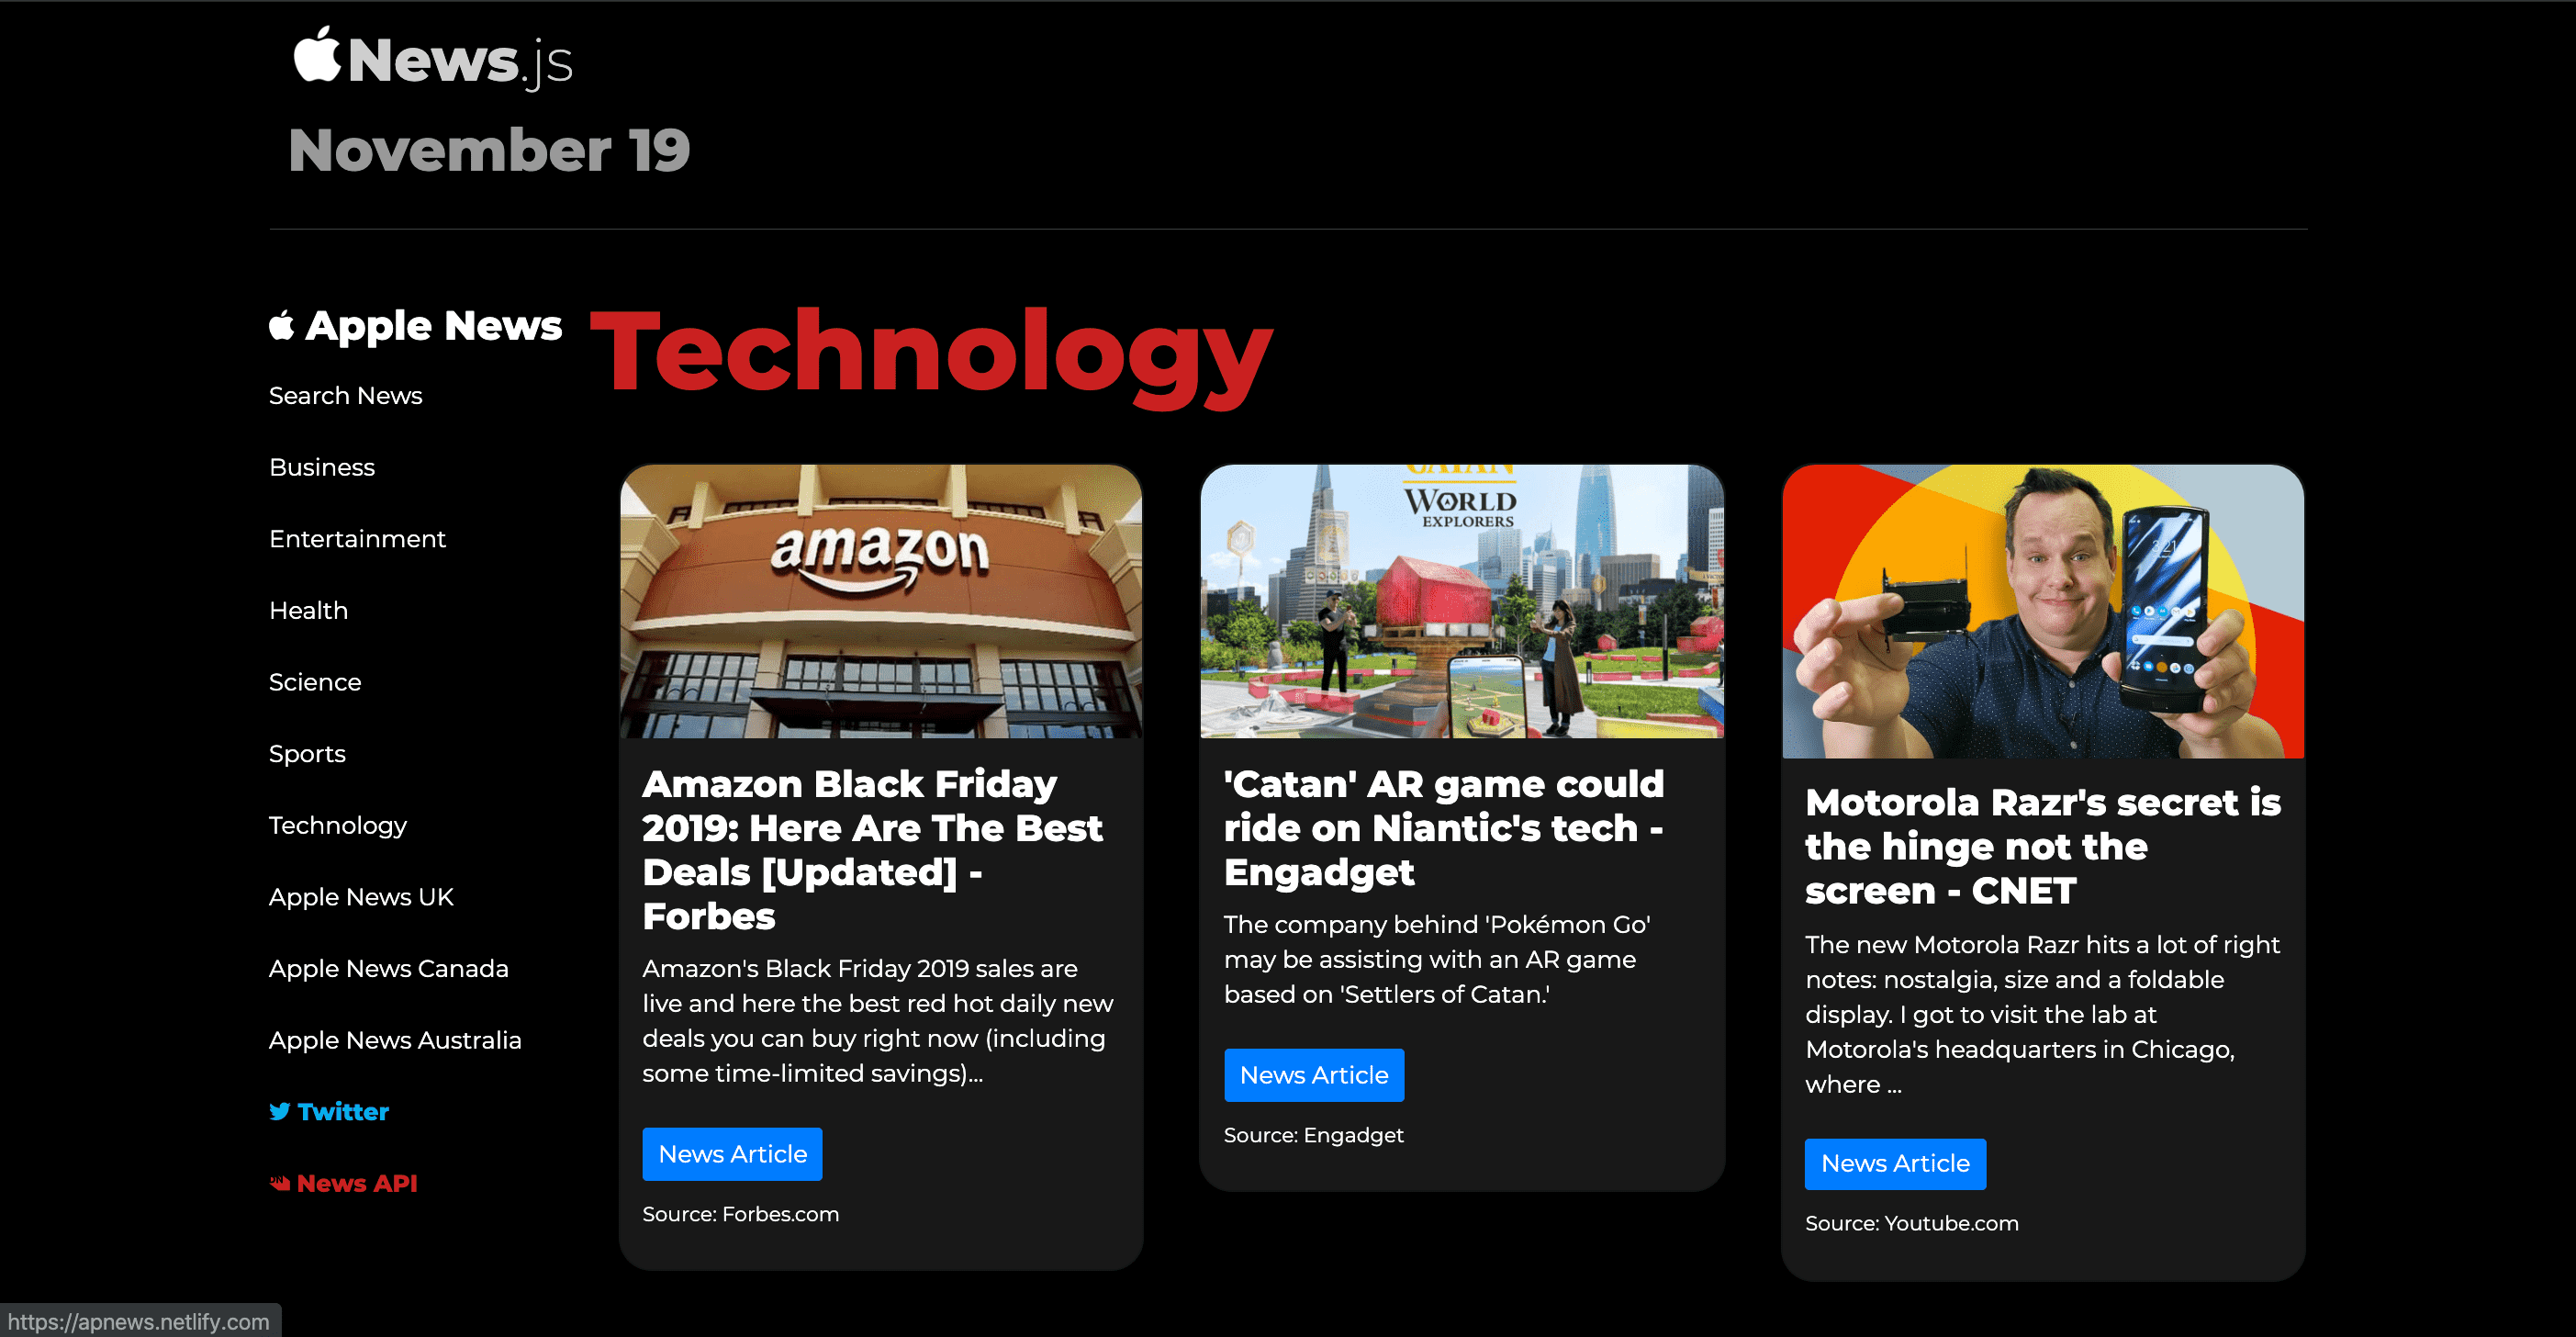 News.js
November 19
Apple News
Search News
Business
Entertainment
Health
Science
Sports
Technology
Apple News UK
Apple News Canada
Apple News Australia
Twitter
News API
Technology
amazon
Amazon Black Friday
2019: Here Are The Best
Deals [Updated] -
Forbes
Amazon's Black Friday 2019 sales are
live and here the best red hot daily new
deals you can buy right now (including
some time-limited savings)...
News Article
Source: Forbes.com
CATAN
WORLD
EXPLORERS
'Catan' AR game could
ride on Niantic's tech -
Engadget
The company behind 'Pokémon Go'
may be assisting with an AR game
based on 'Settlers of Catan.'
News Article
Source: Engadget
3:21
Motorola Razr's secret is
the hinge not the
screen - CNET
The new Motorola Razr hits a lot of right
notes: nostalgia, size and a foldable
display. I got to visit the lab at
Motorola's headquarters in Chicago,
where ...
News Article
Source: Youtube.com
https://apnews.netlify.com